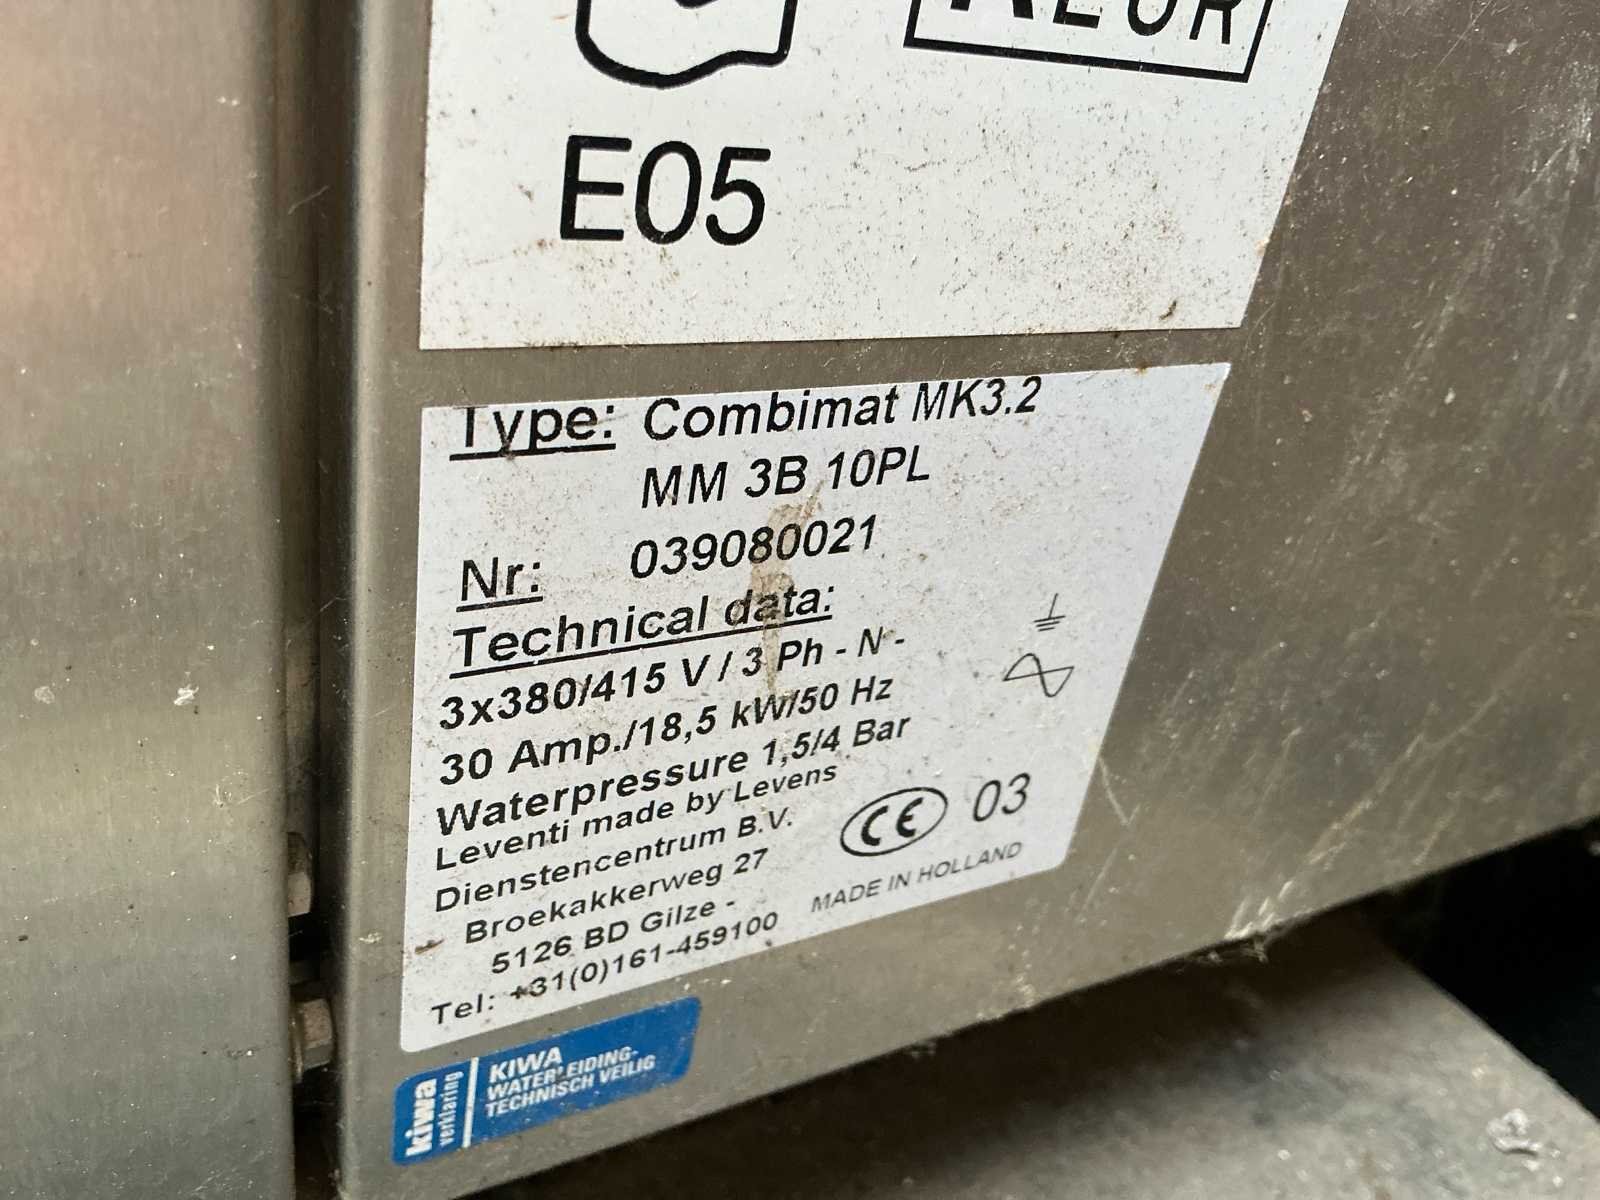 E05
Type: Combimat MK3.2
MM 3B 10PL
Nr: 039080021
Technical data:
3x380/415 V / 3 Ph - N -
30 Amp./18,5 kW/50 Hz
Waterpressure 1,5/4 Bar
Leventi made by Levens
Dienstencentrum B.V.
Broekakkerweg 27
5126 BD Gilze -
Tel: +31(0)161-459100
CE 03
MADE IN HOLLAND
kiwa
verklaring
KIWA
WATERLEIDING-
TECHNISCH VEILIG